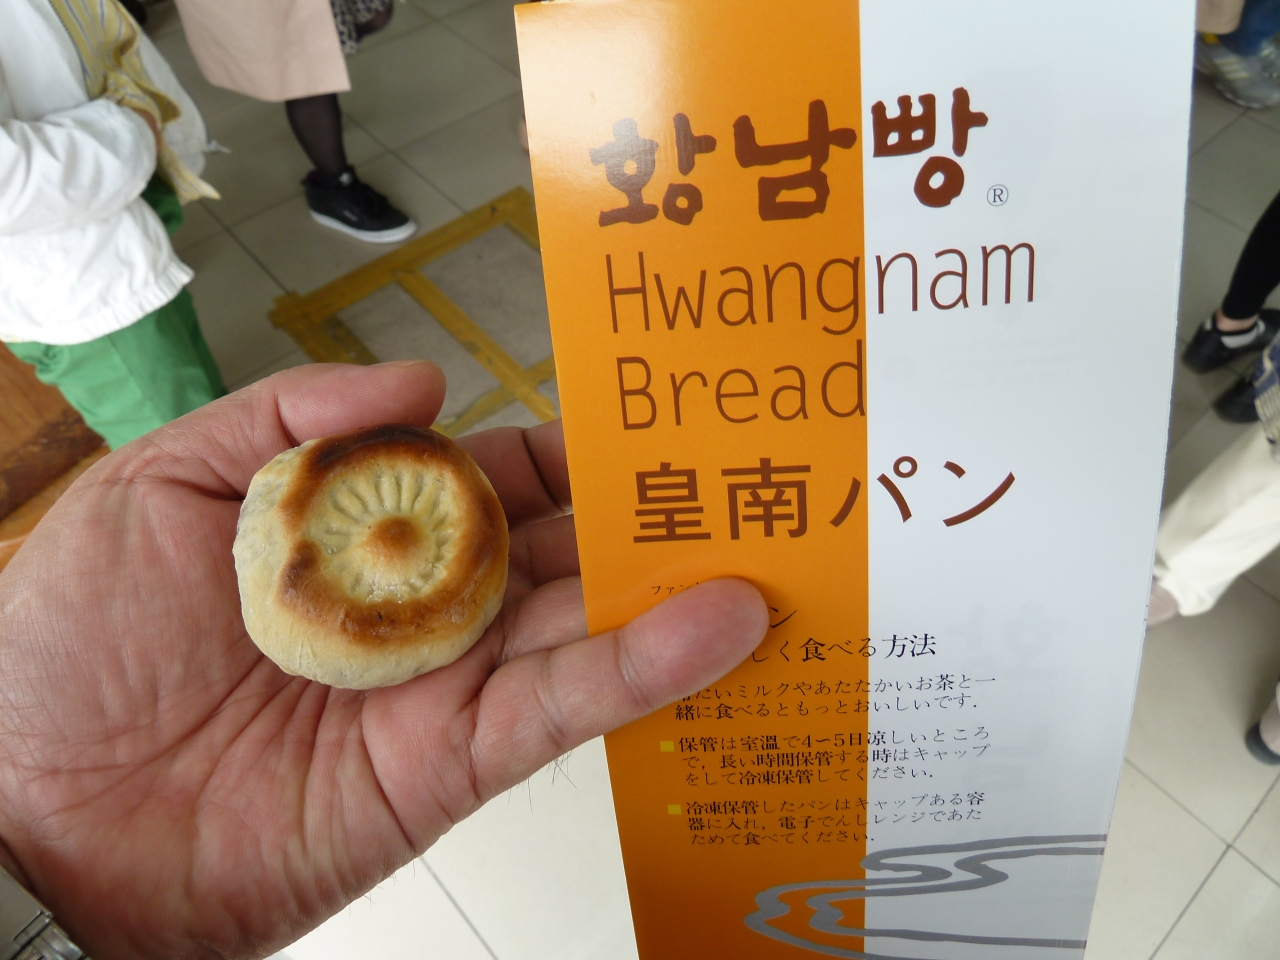 황남빵®
Hwangnam
Bread
皇南パン
ファン
ン
しく食べる方法
たいミルクやあたたかいお茶と一
緒に食べるともっとおいしいです.
保管は室溫で4〜5日凉しいところ
で, 長い時間保管する時はキャップ
をして冷凍保管してください.
冷凍保管したパンはキャップある容
器に入れ, 電子でんしレンジであた
ためて食べてください.